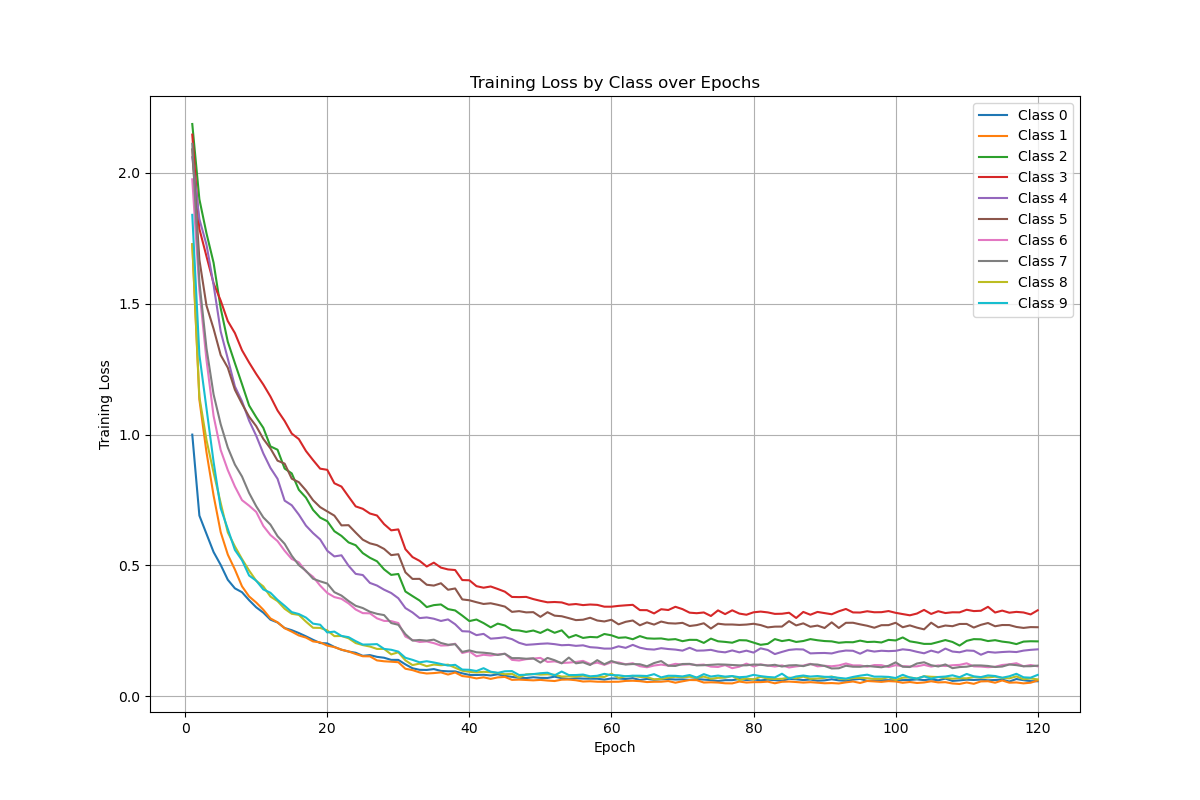 Training Loss by Class over Epochs
Class 0
Class 1
Class 2
Class 3
Class 4
Class 5
Class 6
Class 7
Class 8
Class 9
2.0
1.5
1.0
0.5
0.0
Training Loss
0 20 40 60 80 100 120
Epoch